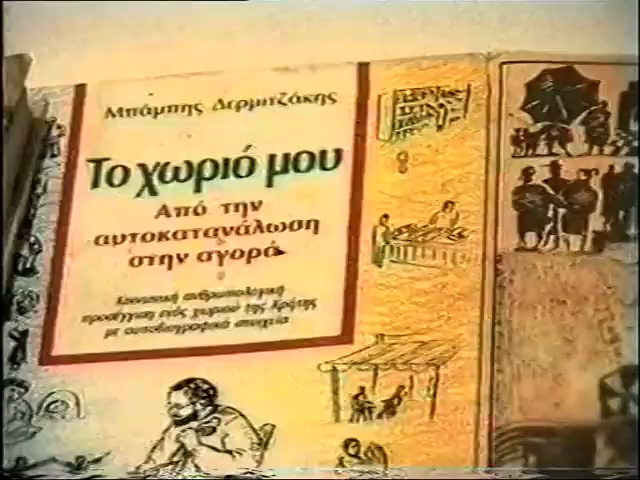 Μπάμπης Δερμιτζάκης
Το χωριό μου
Από την
αυτοκατανάλωση
στην αγορά
Κοινωνική ανθρωπολογική
προσέγγιση ενός χωριού της Κρήτης
με αυτοβιογραφικά στοιχεία